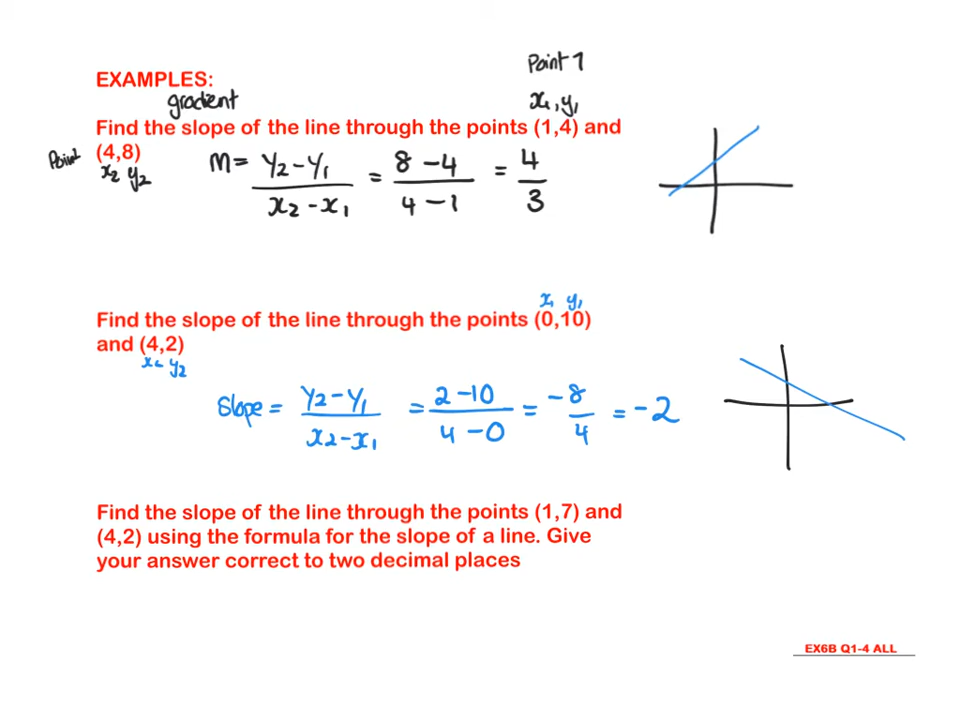 Point 1
EXAMPLES:
gradient
x₁, y₁
Find the slope of the line through the points (1,4) and
Point (4,8)
x₂ y₂
M = y₂ - y₁ / x₂ - x₁ = 8 - 4 / 4 - 1 = 4 / 3
x₁ y₁
Find the slope of the line through the points (0,10)
and (4,2)
x₂ y₂
Slope = y₂ - y₁ / x₂ - x₁ = 2 - 10 / 4 - 0 = -8 / 4 = -2
Find the slope of the line through the points (1,7) and
(4,2) using the formula for the slope of a line. Give
your answer correct to two decimal places
EX6B Q1-4 ALL